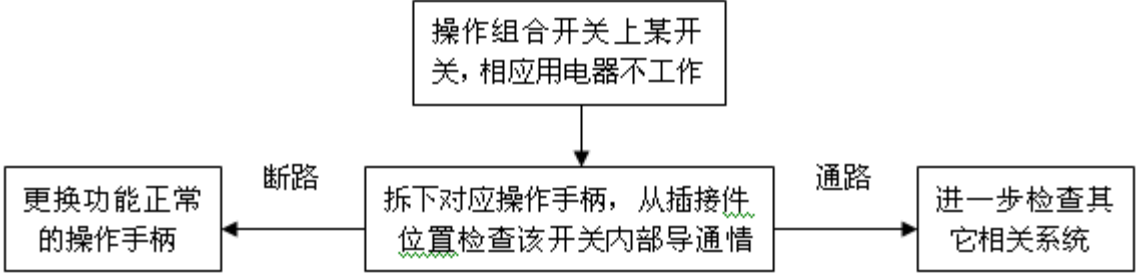 操作组合开关上某开
关，相应用电器不工作
断路
通路
更换功能正常
的操作手柄
拆下对应操作手柄，从插接件
位置检查该开关内部导通情
进一步检查其
它相关系统